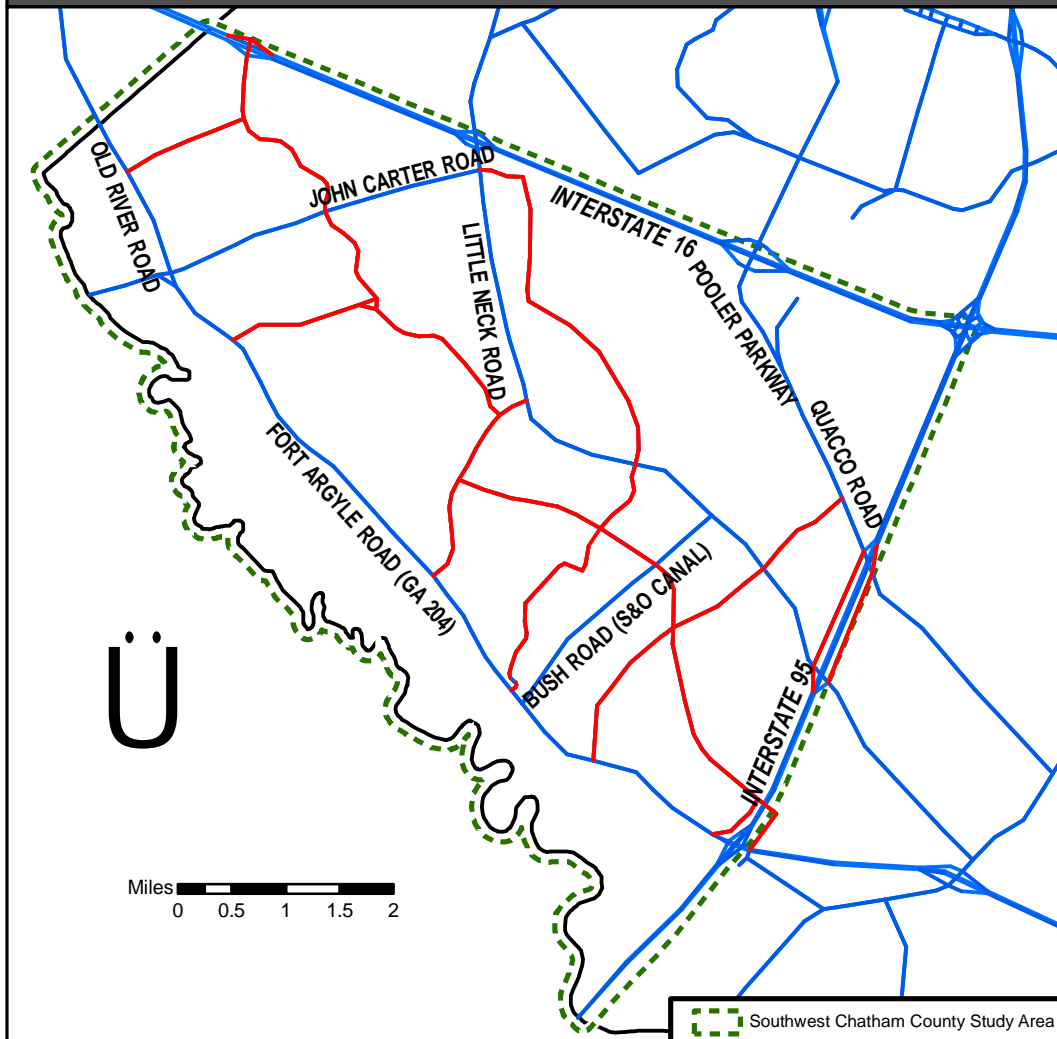 OLD RIVER ROAD
JOHN CARTER ROAD
INTERSTATE 16
LITTLE NECK ROAD
POOLER PARKWAY
QUACCO ROAD
FORT ARGYLE ROAD (GA 204)
BUSH ROAD (S&O CANAL)
INTERSTATE 95
Ü
Miles
0 0.5 1 1.5 2
Southwest Chatham County Study Area